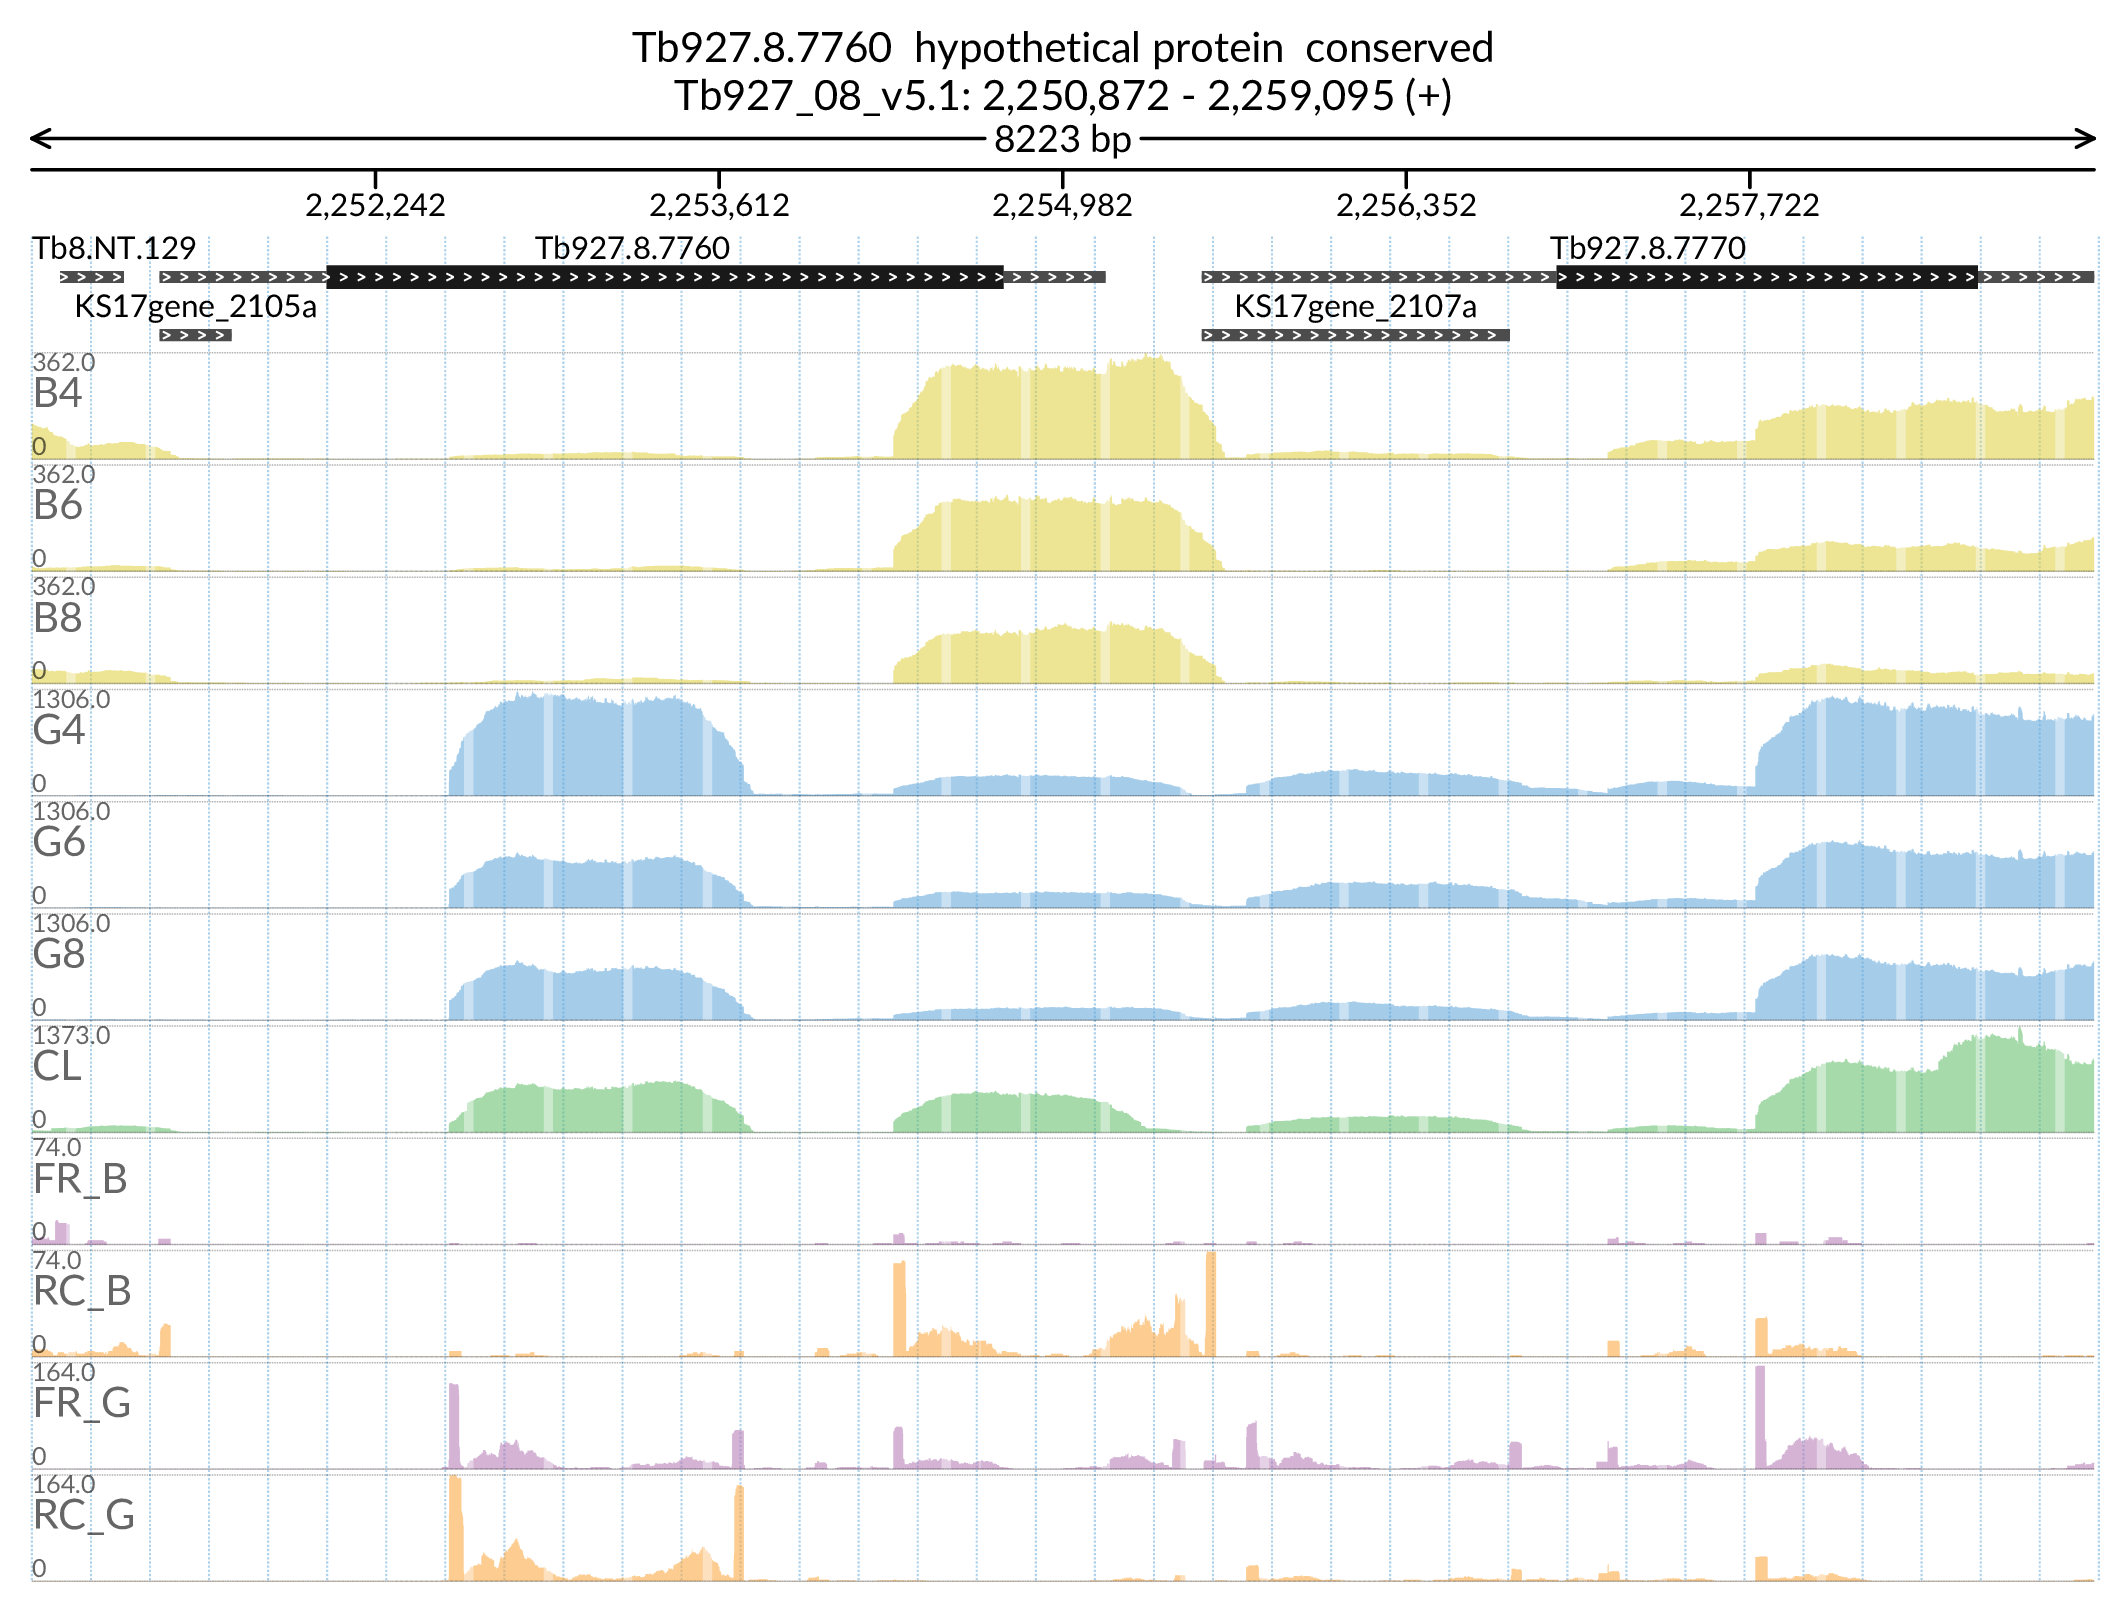 Tb927.8.7760 hypothetical protein conserved
Tb927_08_v5.1: 2,250,872 - 2,259,095 (+)
8223 bp
2,252,242 2,253,612 2,254,982 2,256,352 2,257,722
Tb8.NT.129 Tb927.8.7760 Tb927.8.7770
KS17gene_2105a KS17gene_2107a
362.0
B4
0
362.0
B6
0
362.0
B8
0
1306.0
G4
0
1306.0
G6
0
1306.0
G8
0
1373.0
CL
0
74.0
FR_B
0
74.0
RC_B
0
164.0
FR_G
0
164.0
RC_G
0